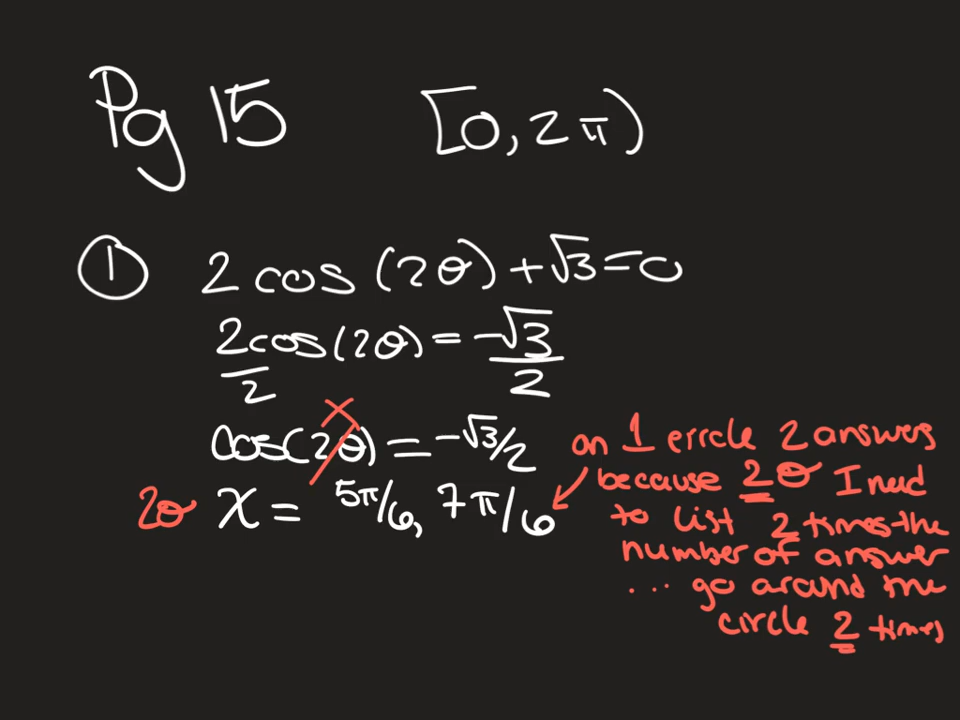 Pg 15 [0, 2π)
① 2 cos (2θ) + √3 = 0
2cos(2θ) = -√3
2 2
x
cos(2θ) = -√3/2
2θ x = 5π/6, 7π/6
on 1 circle 2 answers
because 2θ I need
to list 2 times the
number of answer
... go around the
circle 2 times